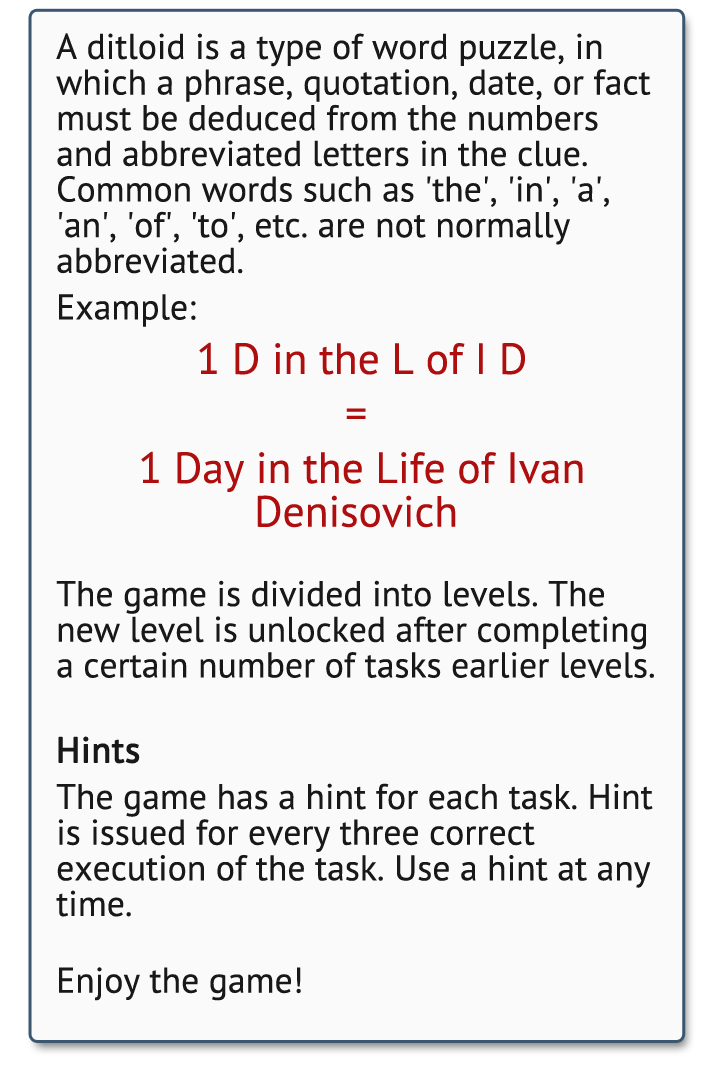 A ditloid is a type of word puzzle, in
which a phrase, quotation, date, or fact
must be deduced from the numbers
and abbreviated letters in the clue.
Common words such as 'the', 'in', 'a',
'an', 'of', 'to', etc. are not normally
abbreviated.
Example:
1 D in the L of I D
=
1 Day in the Life of Ivan
Denisovich
The game is divided into levels. The
new level is unlocked after completing
a certain number of tasks earlier levels.
Hints
The game has a hint for each task. Hint
is issued for every three correct
execution of the task. Use a hint at any
time.
Enjoy the game!